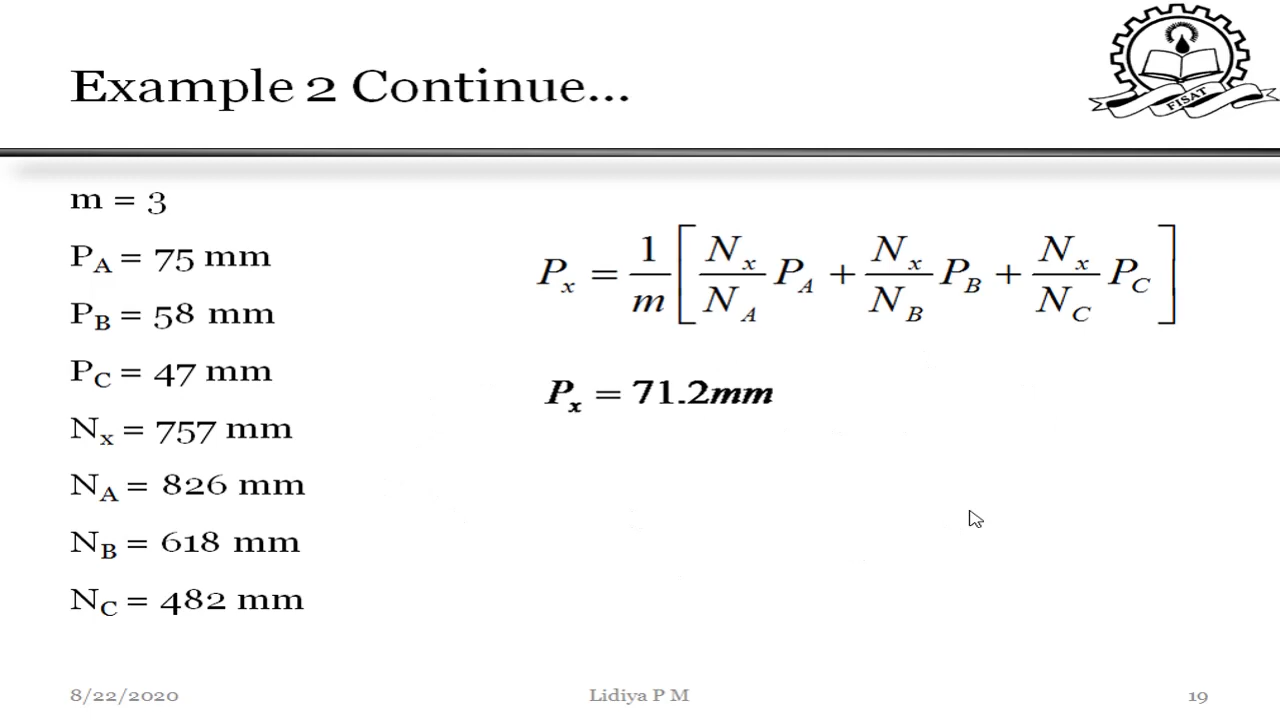 Example 2 Continue...
FISAT
m = 3
P_A = 75 mm
P_B = 58 mm
P_C = 47 mm
N_x = 757 mm
N_A = 826 mm
N_B = 618 mm
N_C = 482 mm
P_x = 1/m [ N_x/N_A P_A + N_x/N_B P_B + N_x/N_C P_C ]
P_x = 71.2mm
8/22/2020
Lidiya P M
19